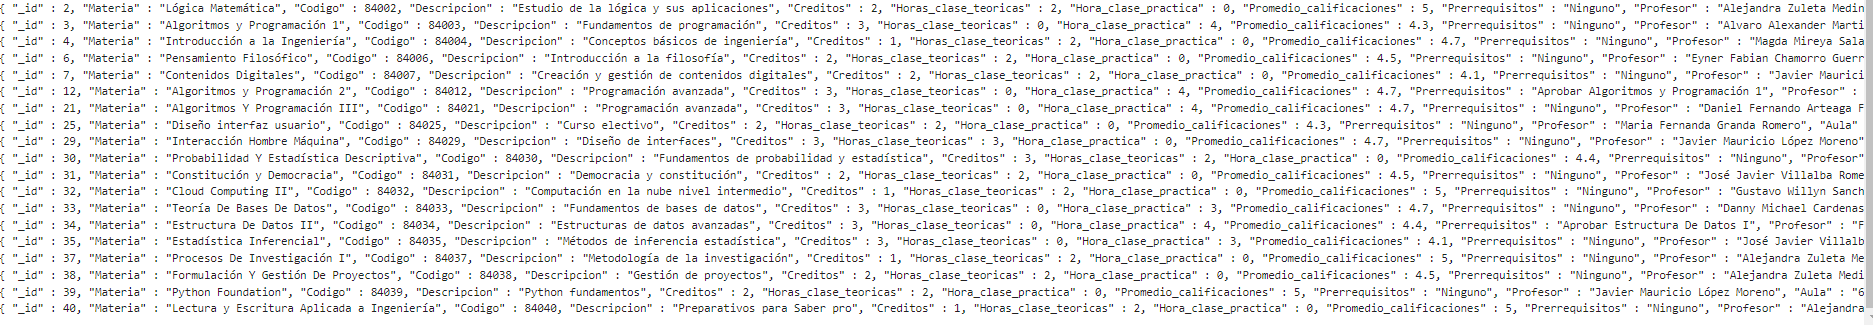 { "_id" : 2, "Materia" : "Lógica Matemática", "Codigo" : 84002, "Descripcion" : "Estudio de la lógica y sus aplicaciones", "Creditos" : 2, "Horas_clase_teoricas" : 2, "Hora_clase_practica" : 0, "Promedio_calificaciones" : 5, "Prerrequisitos" : "Ninguno", "Profesor" : "Alejandra Zuleta Medin
{ "_id" : 3, "Materia" : "Algoritmos y Programación 1", "Codigo" : 84003, "Descripcion" : "Fundamentos de programación", "Creditos" : 3, "Horas_clase_teoricas" : 0, "Hora_clase_practica" : 4, "Promedio_calificaciones" : 4.3, "Prerrequisitos" : "Ninguno", "Profesor" : "Alvaro Alexander Marti
{ "_id" : 4, "Materia" : "Introducción a la Ingeniería", "Codigo" : 84004, "Descripcion" : "Conceptos básicos de ingeniería", "Creditos" : 1, "Horas_clase_teoricas" : 2, "Hora_clase_practica" : 0, "Promedio_calificaciones" : 4.7, "Prerrequisitos" : "Ninguno", "Profesor" : "Magda Mireya Sala
{ "_id" : 6, "Materia" : "Pensamiento Filosófico", "Codigo" : 84006, "Descripcion" : "Introducción a la filosofía", "Creditos" : 2, "Horas_clase_teoricas" : 2, "Hora_clase_practica" : 0, "Promedio_calificaciones" : 4.5, "Prerrequisitos" : "Ninguno", "Profesor" : "Eyner Fabian Chamorro Guerr
{ "_id" : 7, "Materia" : "Contenidos Digitales", "Codigo" : 84007, "Descripcion" : "Creación y gestión de contenidos digitales", "Creditos" : 2, "Horas_clase_teoricas" : 2, "Hora_clase_practica" : 0, "Promedio_calificaciones" : 4.1, "Prerrequisitos" : "Ninguno", "Profesor" : "Javier Maurici
{ "_id" : 12, "Materia" : "Algoritmos y Programación 2", "Codigo" : 84012, "Descripcion" : "Programación avanzada", "Creditos" : 3, "Horas_clase_teoricas" : 0, "Hora_clase_practica" : 4, "Promedio_calificaciones" : 4.7, "Prerrequisitos" : "Aprobar Algoritmos y Programación 1", "Profesor" :
{ "_id" : 21, "Materia" : "Algoritmos Y Programación III", "Codigo" : 84021, "Descripcion" : "Programación avanzada", "Creditos" : 3, "Horas_clase_teoricas" : 0, "Hora_clase_practica" : 4, "Promedio_calificaciones" : 4.7, "Prerrequisitos" : "Ninguno", "Profesor" : "Daniel Fernando Arteaga F
{ "_id" : 25, "Materia" : "Diseño interfaz usuario", "Codigo" : 84025, "Descripcion" : "Curso electivo", "Creditos" : 2, "Horas_clase_teoricas" : 2, "Hora_clase_practica" : 0, "Promedio_calificaciones" : 4.3, "Prerrequisitos" : "Ninguno", "Profesor" : "Maria Fernanda Granda Romero", "Aula"
{ "_id" : 29, "Materia" : "Interacción Hombre Máquina", "Codigo" : 84029, "Descripcion" : "Diseño de interfaces", "Creditos" : 3, "Horas_clase_teoricas" : 3, "Hora_clase_practica" : 0, "Promedio_calificaciones" : 4.7, "Prerrequisitos" : "Ninguno", "Profesor" : "Javier Mauricio López Moreno"
{ "_id" : 30, "Materia" : "Probabilidad Y Estadística Descriptiva", "Codigo" : 84030, "Descripcion" : "Fundamentos de probabilidad y estadística", "Creditos" : 3, "Horas_clase_teoricas" : 2, "Hora_clase_practica" : 0, "Promedio_calificaciones" : 4.4, "Prerrequisitos" : "Ninguno", "Profesor"
{ "_id" : 31, "Materia" : "Constitución y Democracia", "Codigo" : 84031, "Descripcion" : "Democracia y constitución", "Creditos" : 2, "Horas_clase_teoricas" : 2, "Hora_clase_practica" : 0, "Promedio_calificaciones" : 4.5, "Prerrequisitos" : "Ninguno", "Profesor" : "José Javier Villalba Rome
{ "_id" : 32, "Materia" : "Cloud Computing II", "Codigo" : 84032, "Descripcion" : "Computación en la nube nivel intermedio", "Creditos" : 1, "Horas_clase_teoricas" : 2, "Hora_clase_practica" : 0, "Promedio_calificaciones" : 5, "Prerrequisitos" : "Ninguno", "Profesor" : "Gustavo Willyn Sanch
{ "_id" : 33, "Materia" : "Teoría De Bases De Datos", "Codigo" : 84033, "Descripcion" : "Fundamentos de bases de datos", "Creditos" : 3, "Horas_clase_teoricas" : 0, "Hora_clase_practica" : 3, "Promedio_calificaciones" : 4.7, "Prerrequisitos" : "Ninguno", "Profesor" : "Danny Michael Cardenas
{ "_id" : 34, "Materia" : "Estructura De Datos II", "Codigo" : 84034, "Descripcion" : "Estructuras de datos avanzadas", "Creditos" : 3, "Horas_clase_teoricas" : 0, "Hora_clase_practica" : 4, "Promedio_calificaciones" : 4.4, "Prerrequisitos" : "Aprobar Estructura De Datos I", "Profesor" : "F
{ "_id" : 35, "Materia" : "Estadística Inferencial", "Codigo" : 84035, "Descripcion" : "Métodos de inferencia estadística", "Creditos" : 3, "Horas_clase_teoricas" : 0, "Hora_clase_practica" : 3, "Promedio_calificaciones" : 4.1, "Prerrequisitos" : "Ninguno", "Profesor" : "José Javier Villalb
{ "_id" : 37, "Materia" : "Procesos De Investigación I", "Codigo" : 84037, "Descripcion" : "Metodología de la investigación", "Creditos" : 1, "Horas_clase_teoricas" : 2, "Hora_clase_practica" : 0, "Promedio_calificaciones" : 5, "Prerrequisitos" : "Ninguno", "Profesor" : "Alejandra Zuleta Me
{ "_id" : 38, "Materia" : "Formulación Y Gestión De Proyectos", "Codigo" : 84038, "Descripcion" : "Gestión de proyectos", "Creditos" : 2, "Horas_clase_teoricas" : 2, "Hora_clase_practica" : 0, "Promedio_calificaciones" : 4.5, "Prerrequisitos" : "Ninguno", "Profesor" : "Alejandra Zuleta Medi
{ "_id" : 39, "Materia" : "Python Foundation", "Codigo" : 84039, "Descripcion" : "Python fundamentos", "Creditos" : 2, "Horas_clase_teoricas" : 2, "Hora_clase_practica" : 0, "Promedio_calificaciones" : 5, "Prerrequisitos" : "Ninguno", "Profesor" : "Javier Mauricio López Moreno", "Aula" : "6
{ "_id" : 40, "Materia" : "Lectura y Escritura Aplicada a Ingeniería", "Codigo" : 84040, "Descripcion" : "Preparativos para Saber pro", "Creditos" : 1, "Horas_clase_teoricas" : 2, "Hora_clase_practica" : 0, "Promedio_calificaciones" : 5, "Prerrequisitos" : "Ninguno", "Profesor" : "Alejandra